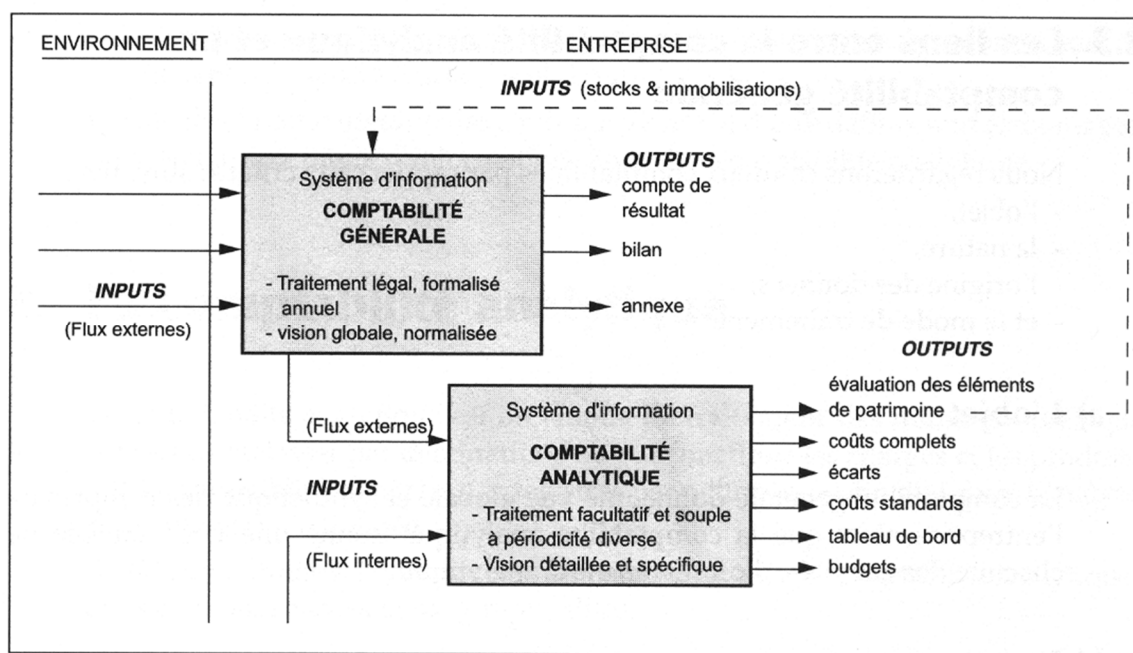 ENVIRONNEMENT
ENTREPRISE
INPUTS (stocks & immobilisations)
Système d'information
COMPTABILITÉ
GÉNÉRALE
- Traitement légal, formalisé
annuel
- vision globale, normalisée
INPUTS
(Flux externes)
OUTPUTS
compte de
résultat
bilan
annexe
OUTPUTS
évaluation des éléments
de patrimoine
coûts complets
écarts
coûts standards
tableau de bord
budgets
(Flux externes)
INPUTS
(Flux internes)
Système d'information
COMPTABILITÉ
ANALYTIQUE
- Traitement facultatif et souple
à périodicité diverse
- Vision détaillée et spécifique